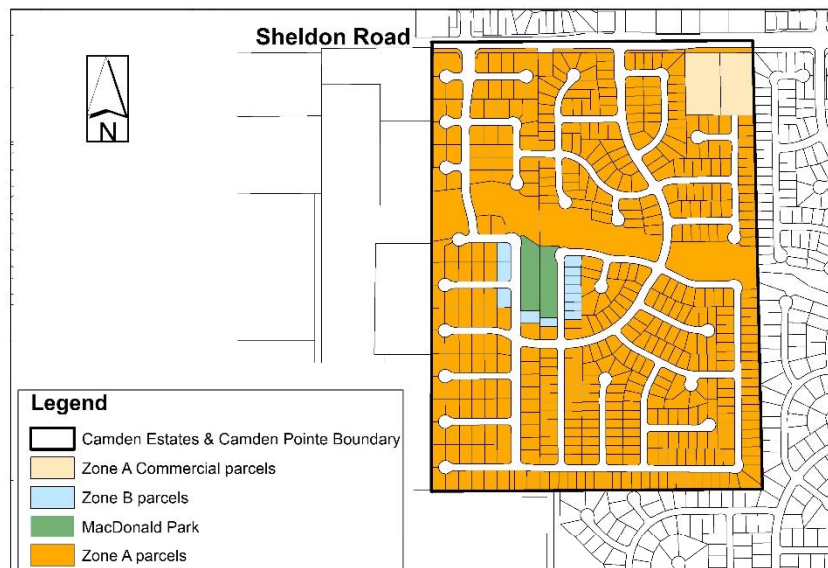 Sheldon Road
N
Legend
Camden Estates & Camden Pointe Boundary
Zone A Commercial parcels
Zone B parcels
MacDonald Park
Zone A parcels